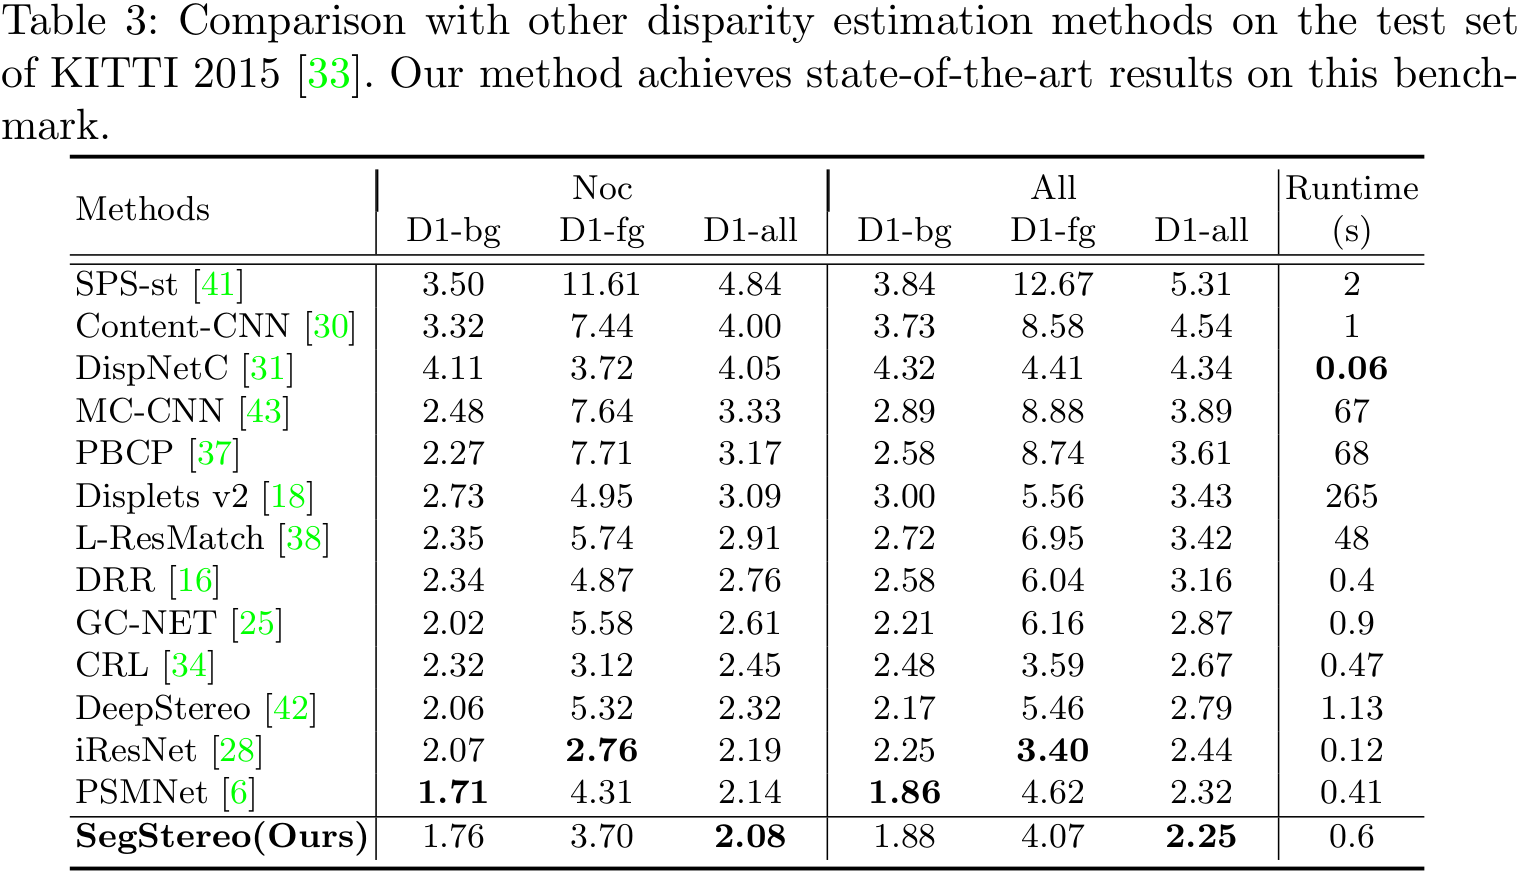 Table 3: Comparison with other disparity estimation methods on the test set
of KITTI 2015 [33]. Our method achieves state-of-the-art results on this bench-
mark.
Methods Noc All Runtime
D1-bg D1-fg D1-all D1-bg D1-fg D1-all (s)
SPS-st [41] 3.50 11.61 4.84 3.84 12.67 5.31 2
Content-CNN [30] 3.32 7.44 4.00 3.73 8.58 4.54 1
DispNetC [31] 4.11 3.72 4.05 4.32 4.41 4.34 0.06
MC-CNN [43] 2.48 7.64 3.33 2.89 8.88 3.89 67
PBCP [37] 2.27 7.71 3.17 2.58 8.74 3.61 68
Displets v2 [18] 2.73 4.95 3.09 3.00 5.56 3.43 265
L-ResMatch [38] 2.35 5.74 2.91 2.72 6.95 3.42 48
DRR [16] 2.34 4.87 2.76 2.58 6.04 3.16 0.4
GC-NET [25] 2.02 5.58 2.61 2.21 6.16 2.87 0.9
CRL [34] 2.32 3.12 2.45 2.48 3.59 2.67 0.47
DeepStereo [42] 2.06 5.32 2.32 2.17 5.46 2.79 1.13
iResNet [28] 2.07 2.76 2.19 2.25 3.40 2.44 0.12
PSMNet [6] 1.71 4.31 2.14 1.86 4.62 2.32 0.41
SegStereo(Ours) 1.76 3.70 2.08 1.88 4.07 2.25 0.6